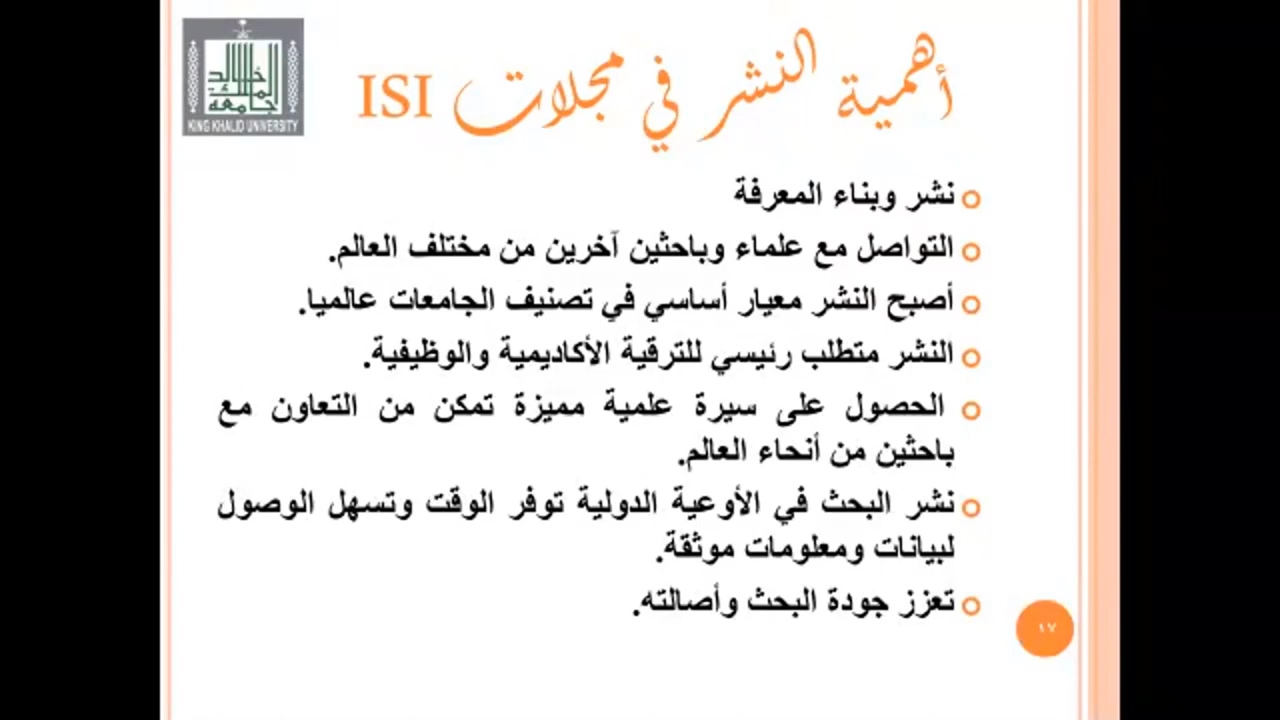 أهمية النشر في مجلات ISI
جامعة الملك خالد
KING KHALID UNIVERSITY
نشر وبناء المعرفة
التواصل مع علماء وباحثين آخرين من مختلف العالم.
أصبح النشر معيار أساسي في تصنيف الجامعات عالميا.
النشر متطلب رئيسي للترقية الأكاديمية والوظيفية.
الحصول على سيرة علمية مميزة تمكن من التعاون مع
باحثين من أنحاء العالم.
نشر البحث في الأوعية الدولية توفر الوقت وتسهل الوصول
لبيانات ومعلومات موثقة.
تعزز جودة البحث وأصالته.
١٧